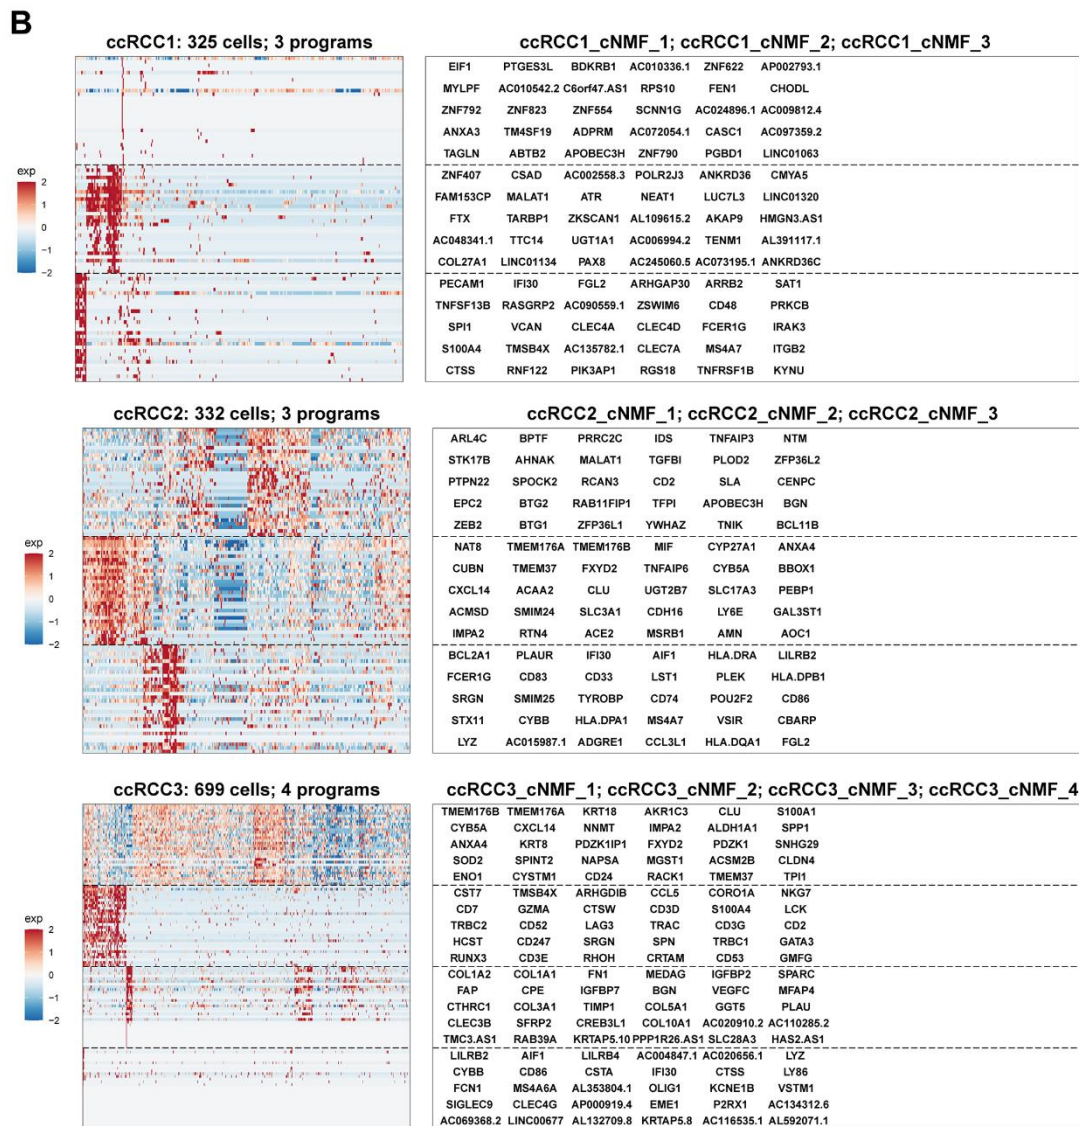 B
ccRCC1: 325 cells; 3 programs
ccRCC1_cNMF_1; ccRCC1_cNMF_2; ccRCC1_cNMF_3
exp
2
1
0
−1
−2
EIF1 PTGES3L BDKRB1 AC010336.1 ZNF622 AP002793.1
MYLPF AC010542.2 C6orf47.AS1 RPS10 FEN1 CHODL
ZNF792 ZNF823 ZNF554 SCNN1G AC024896.1 AC009812.4
ANXA3 TM4SF19 ADPRM AC072054.1 CASC1 AC097359.2
TAGLN ABTB2 APOBEC3H ZNF790 PGBD1 LINC01063
ZNF407 CSAD AC002558.3 POLR2J3 ANKRD36 CMYA5
FAM153CP MALAT1 ATR NEAT1 LUC7L3 LINC01320
FTX TARBP1 ZKSCAN1 AL109615.2 AKAP9 HMGN3.AS1
AC048341.1 TTC14 UGT1A1 AC006994.2 TENM1 AL391117.1
COL27A1 LINC01134 PAX8 AC245060.5 AC073195.1 ANKRD36C
PECAM1 IFI30 FGL2 ARHGAP30 ARRB2 SAT1
TNFSF13B RASGRP2 AC090559.1 ZSWIM6 CD48 PRKCB
SPI1 VCAN CLEC4A CLEC4D FCER1G IRAK3
S100A4 TMSB4X AC135782.1 CLEC7A MS4A7 ITGB2
CTSS RNF122 PIK3AP1 RGS18 TNFRSF1B KYNU
ccRCC2: 332 cells; 3 programs
ccRCC2_cNMF_1; ccRCC2_cNMF_2; ccRCC2_cNMF_3
exp
2
1
0
−1
−2
ARL4C BPTF PRRC2C IDS TNFAIP3 NTM
STK17B AHNAK MALAT1 TGFBI PLOD2 ZFP36L2
PTPN22 SPOCK2 RCAN3 CD2 SLA CENPC
EPC2 BTG2 RAB11FIP1 TFPI APOBEC3H BGN
ZEB2 BTG1 ZFP36L1 YWHAZ TNIK BCL11B
NAT8 TMEM176A TMEM176B MIF CYP27A1 ANXA4
CUBN TMEM37 FXYD2 TNFAIP6 CYB5A BBOX1
CXCL14 ACAA2 CLU UGT2B7 SLC17A3 PEBP1
ACMSD SMIM24 SLC3A1 CDH16 LY6E GAL3ST1
IMPA2 RTN4 ACE2 MSRB1 AMN AOC1
BCL2A1 PLAUR IFI30 AIF1 HLA.DRA LILRB2
FCER1G CD83 CD33 LST1 PLEK HLA.DPB1
SRGN SMIM25 TYROBP CD74 POU2F2 CD86
STX11 CYBB HLA.DPA1 MS4A7 VSIR CBARP
LYZ AC015987.1 ADGRE1 CCL3L1 HLA.DQA1 FGL2
ccRCC3: 699 cells; 4 programs
ccRCC3_cNMF_1; ccRCC3_cNMF_2; ccRCC3_cNMF_3; ccRCC3_cNMF_4
exp
2
1
0
−1
−2
TMEM176B TMEM176A KRT18 AKR1C3 CLU S100A1
CYB5A CXCL14 NNMT IMPA2 ALDH1A1 SPP1
ANXA4 KRT8 PDZK1IP1 FXYD2 PDZK1 SNHG29
SOD2 SPINT2 NAPSA MGST1 ACSM2B CLDN4
ENO1 CYSTM1 CD24 RACK1 TMEM37 TPI1
CST7 TMSB4X ARHGDIB CCL5 CORO1A NKG7
CD7 GZMA CTSW CD3D S100A4 LCK
TRBC2 CD52 LAG3 TRAC CD3G CD2
HCST CD247 SRGN SPN TRBC1 GATA3
RUNX3 CD3E RHOH CRTAM CD53 GMFG
COL1A2 COL1A1 FN1 MEDAG IGFBP2 SPARC
FAP CPE IGFBP7 BGN VEGFC MFAP4
CTHRC1 COL3A1 TIMP1 COL5A1 GGT5 PLAU
CLEC3B SFRP2 CREB3L1 COL10A1 AC020910.2 AC110285.2
TMC3.AS1 RAB39A KRTAP5.10 PPP1R26.AS1 SLC28A3 HAS2.AS1
LILRB2 AIF1 LILRB4 AC004847.1 AC020656.1 LYZ
CYBB CD86 CSTA IFI30 CTSS LY86
FCN1 MS4A6A AL353804.1 OLIG1 KCNE1B VSTM1
SIGLEC9 CLEC4G AP000919.4 EME1 P2RX1 AC134312.6
AC069368.2 LINC00677 AL132709.8 KRTAP5.8 AC116535.1 AL592071.1